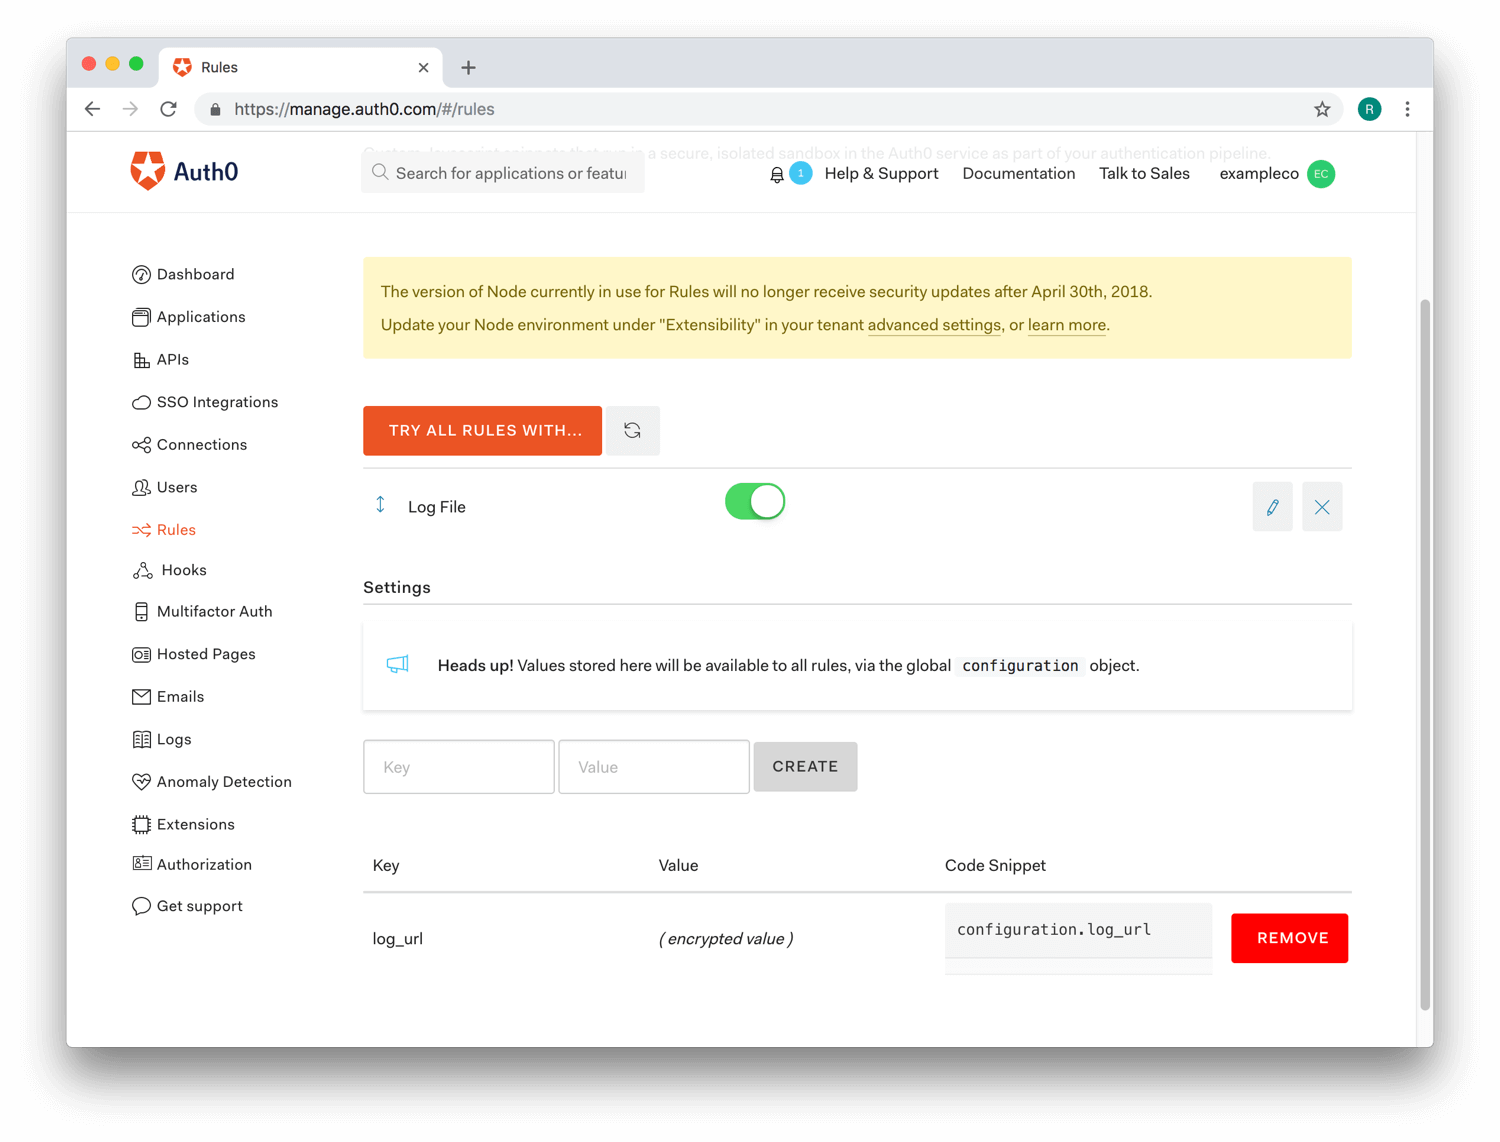 Rules
https://manage.auth0.com/#/rules
R
Custom Javascript snippets that run in a secure, isolated sandbox in the Auth0 service as part of your authentication pipeline.
Auth0
Search for applications or featu
1
Help & Support
Documentation
Talk to Sales
exampleco
EC
Dashboard
Applications
APIs
SSO Integrations
Connections
Users
Rules
Hooks
Multifactor Auth
Hosted Pages
Emails
Logs
Anomaly Detection
Extensions
Authorization
Get support
The version of Node currently in use for Rules will no longer receive security updates after April 30th, 2018.
Update your Node environment under "Extensibility" in your tenant advanced settings, or learn more.
TRY ALL RULES WITH...
Log File
Settings
Heads up! Values stored here will be available to all rules, via the global configuration object.
Key
Value
CREATE
Key Value Code Snippet
log_url (encrypted value) configuration.log_url REMOVE